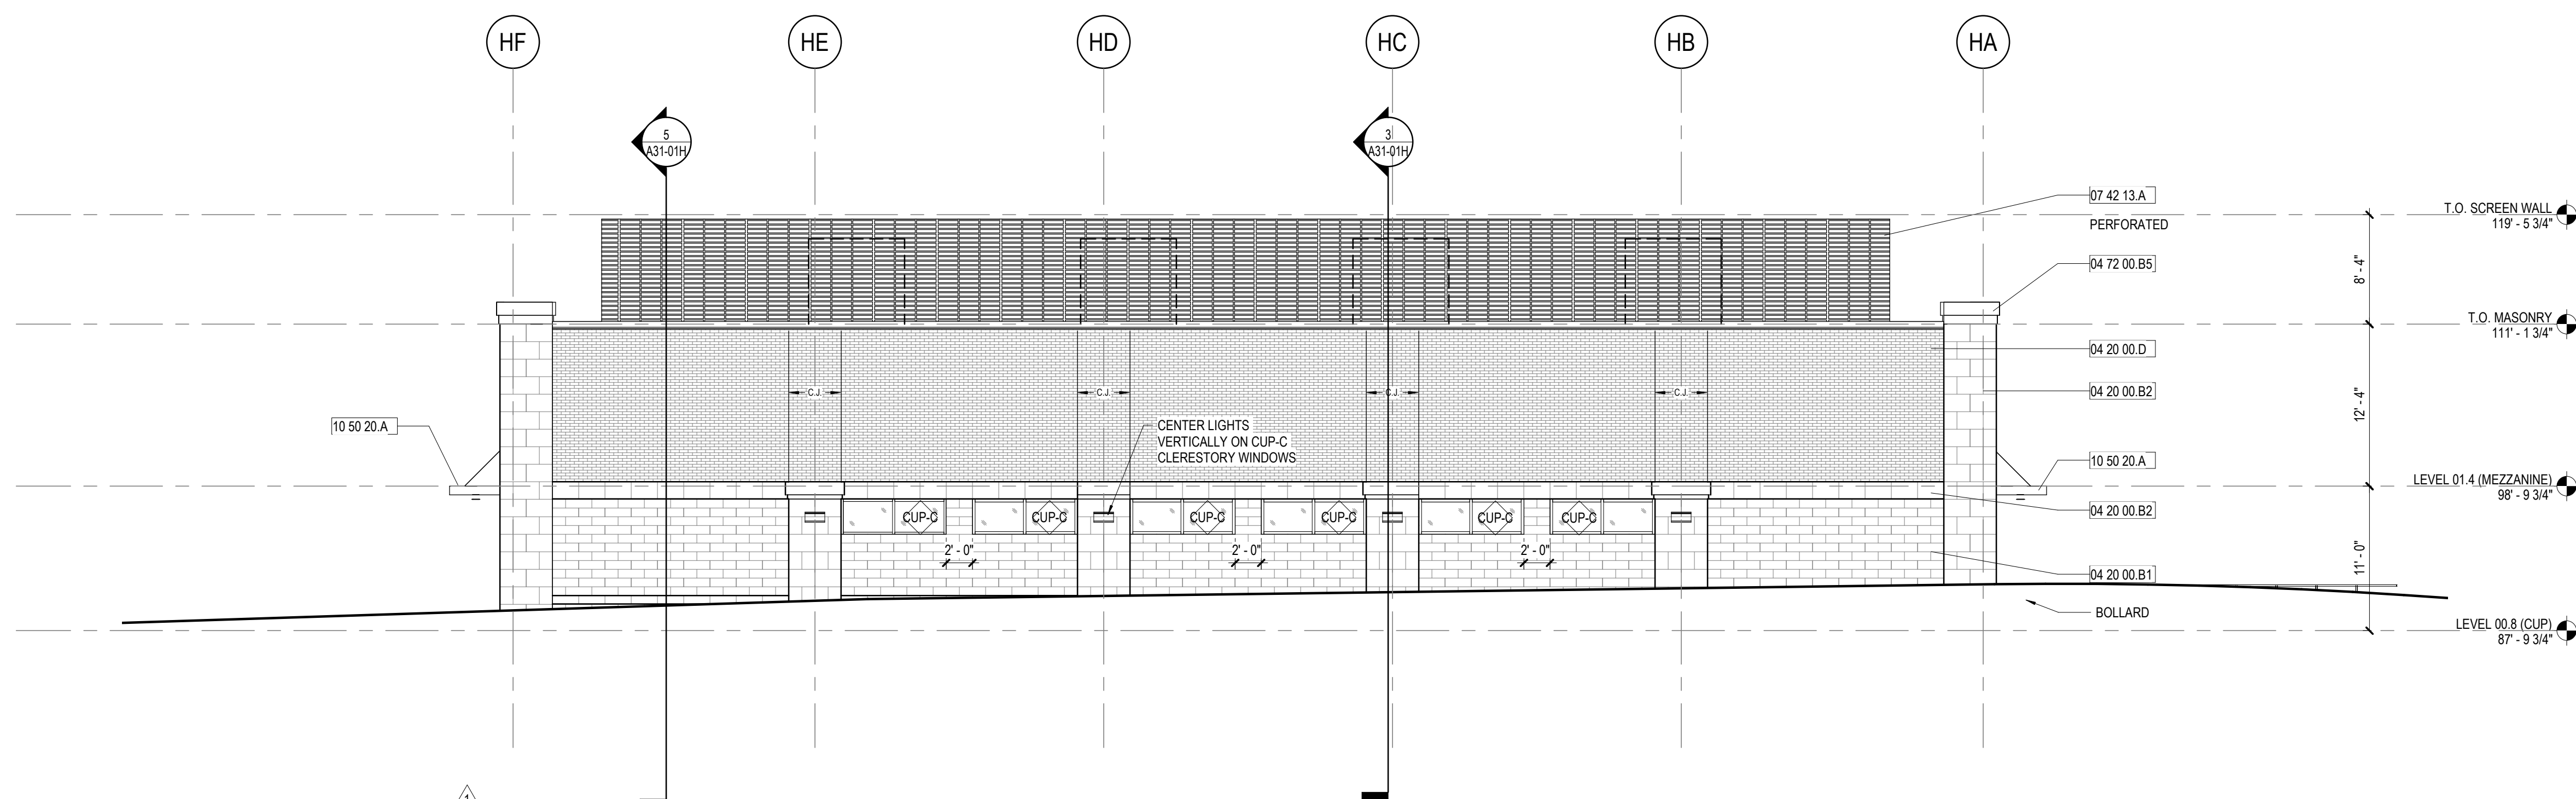 HF
HE
HD
HC
HB
HA
5
A31-01H
3
A31-01H
07 42 13.A
PERFORATED
T.O. SCREEN WALL
119' - 5 3/4"
8' - 4"
04 72 00.B5
T.O. MASONRY
111' - 1 3/4"
04 20 00.D
C.J.
C.J.
C.J.
C.J.
04 20 00.B2
12' - 4"
10 50 20.A
CENTER LIGHTS
VERTICALLY ON CUP-C
CLERESTORY WINDOWS
10 50 20.A
LEVEL 01.4 (MEZZANINE)
98' - 9 3/4"
04 20 00.B2
CUP-C
CUP-C
CUP-C
CUP-C
CUP-C
CUP-C
2' - 0"
2' - 0"
2' - 0"
11' - 0"
04 20 00.B1
BOLLARD
LEVEL 00.8 (CUP)
87' - 9 3/4"
1